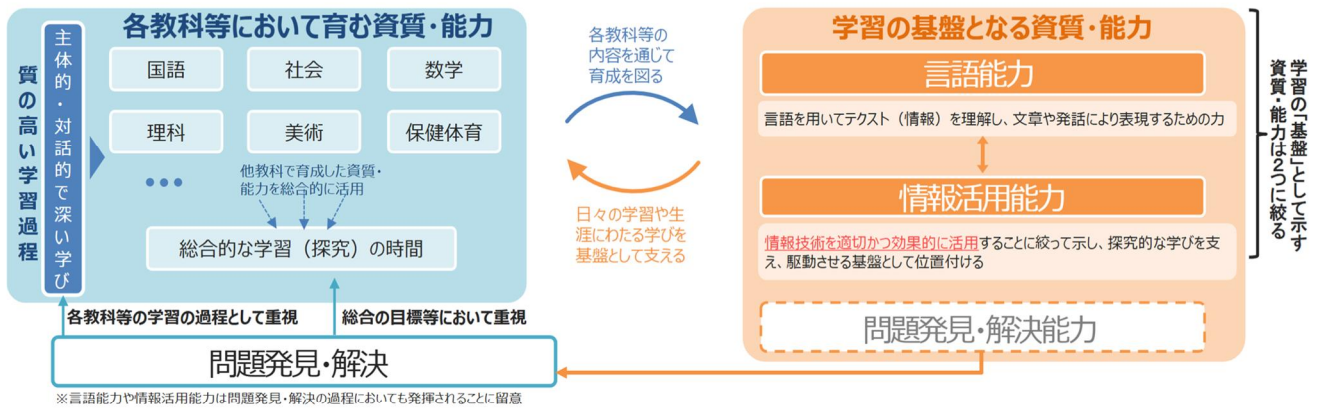 各教科等において育む資質・能力
質の高い学習過程
主体的・対話的で深い学び
国語
社会
数学
理科
美術
保健体育
•••
他教科で育成した資質・
能力を総合的に活用
総合的な学習（探究）の時間
各教科等の学習の過程として重視
総合の目標等において重視
問題発見・解決
※言語能力や情報活用能力は問題発見・解決の過程においても発揮されることに留意
各教科等の
内容を通じて
育成を図る
日々の学習や生
涯にわたる学びを
基盤として支える
学習の基盤となる資質・能力
言語能力
言語を用いてテクスト（情報）を理解し、文章や発話により表現するための力
情報活用能力
情報技術を適切かつ効果的に活用することに絞って示し、探究的な学びを支
え、駆動させる基盤として位置付ける
問題発見・解決能力
学習の「基盤」として示す
資質・能力は2つに絞る